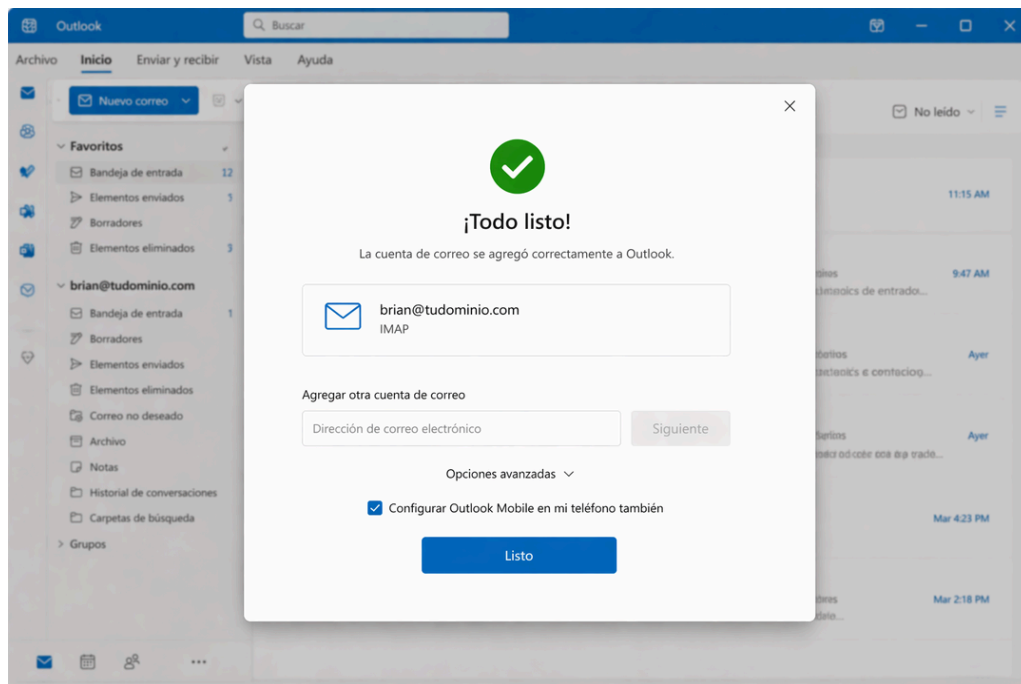 Outlook
Buscar
Archivo Inicio Enviar y recibir Vista Ayuda
Nuevo correo
No leído
Favoritos
Bandeja de entrada 12
Elementos enviados
Borradores
Elementos eliminados 3
brian@tudominio.com
Bandeja de entrada 1
Borradores
Elementos enviados
Elementos eliminados
Correo no deseado
Archivo
Notas
Historial de conversaciones
Carpetas de búsqueda
Grupos
¡Todo listo!
La cuenta de correo se agregó correctamente a Outlook.
brian@tudominio.com
IMAP
Agregar otra cuenta de correo
Dirección de correo electrónico
Siguiente
Opciones avanzadas
Configurar Outlook Mobile en mi teléfono también
Listo
11:15 AM
9:47 AM
de entrado...
Ayer
Ayer
Mar 4:23 PM
Mar 2:18 PM